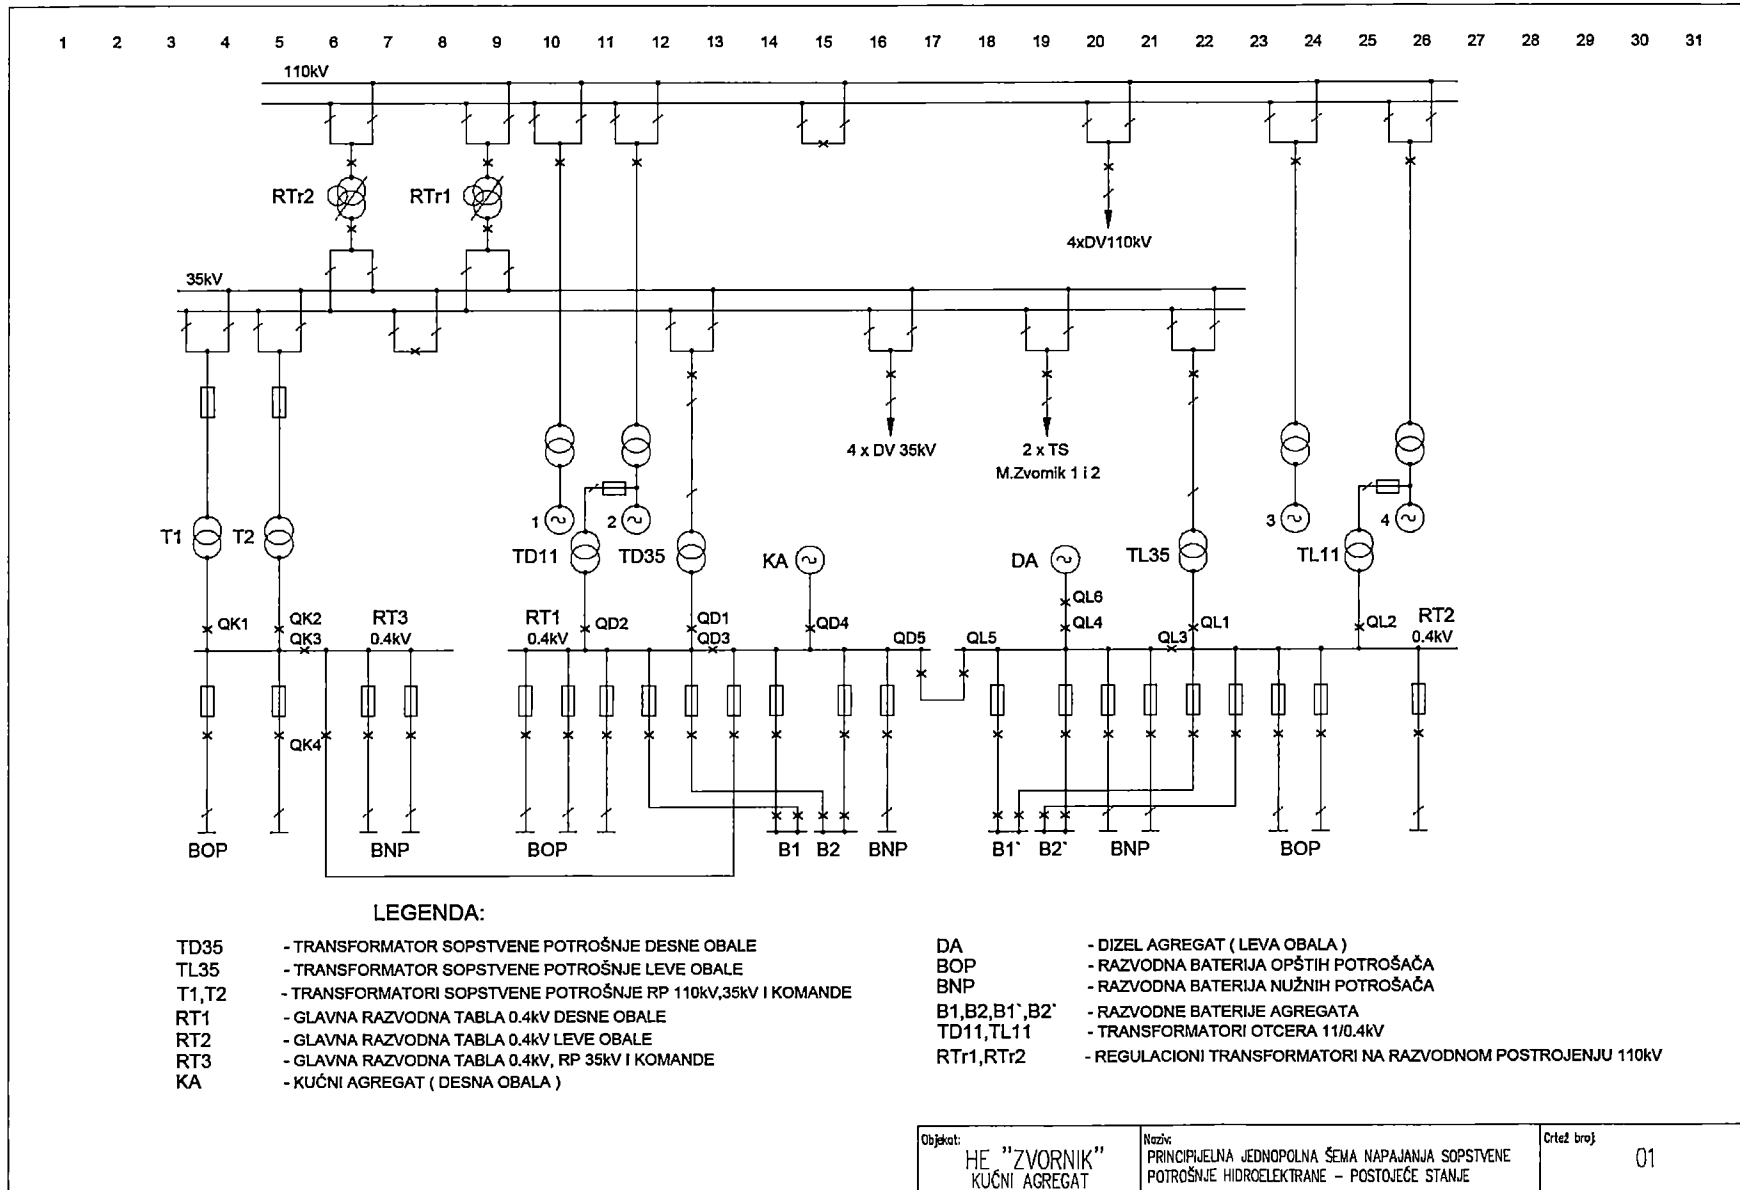 1 2 3 4 5 6 7 8 9 10 11 12 13 14 15 16 17 18 19 20 21 22 23 24 25 26 27 28 29 30 31
110kV
RTr2 RTr1
4xDV110kV
35kV
4 x DV 35kV 2 x TS
M.Zvornik 1 i 2
T1 T2 1 2 3 4
TD11 TD35 KA DA TL35 TL11
QL6
QK1 QK2 RT3 RT1 QD2 QD1 QD4 QL4 QL1 QL2 RT2
QK3 0.4kV 0.4kV QD3 QD5 QL5 QL3 0.4kV
QK4
BOP BNP BOP B1 B2 BNP B1` B2` BNP BOP
LEGENDA:
TD35 - TRANSFORMATOR SOPSTVENE POTROŠNJE DESNE OBALE
TL35 - TRANSFORMATOR SOPSTVENE POTROŠNJE LEVE OBALE
T1,T2 - TRANSFORMATORI SOPSTVENE POTROŠNJE RP 110kV,35kV I KOMANDE
RT1 - GLAVNA RAZVODNA TABLA 0.4kV DESNE OBALE
RT2 - GLAVNA RAZVODNA TABLA 0.4kV LEVE OBALE
RT3 - GLAVNA RAZVODNA TABLA 0.4kV, RP 35kV I KOMANDE
KA - KUĆNI AGREGAT ( DESNA OBALA )
DA - DIZEL AGREGAT ( LEVA OBALA )
BOP - RAZVODNA BATERIJA OPŠTIH POTROŠAČA
BNP - RAZVODNA BATERIJA NUŽNIH POTROŠAČA
B1,B2,B1`,B2` - RAZVODNE BATERIJE AGREGATA
TD11,TL11 - TRANSFORMATORI OTCERA 11/0.4kV
RTr1,RTr2 - REGULACIONI TRANSFORMATORI NA RAZVODNOM POSTROJENJU 110kV
Objekat:
HE "ZVORNIK"
KUĆNI AGREGAT
Naziv:
PRINCIPIJELNA JEDNOPOLNA ŠEMA NAPAJANJA SOPSTVENE
POTROŠNJE HIDROELEKTRANE – POSTOJEĆE STANJE
Crtež broj
01